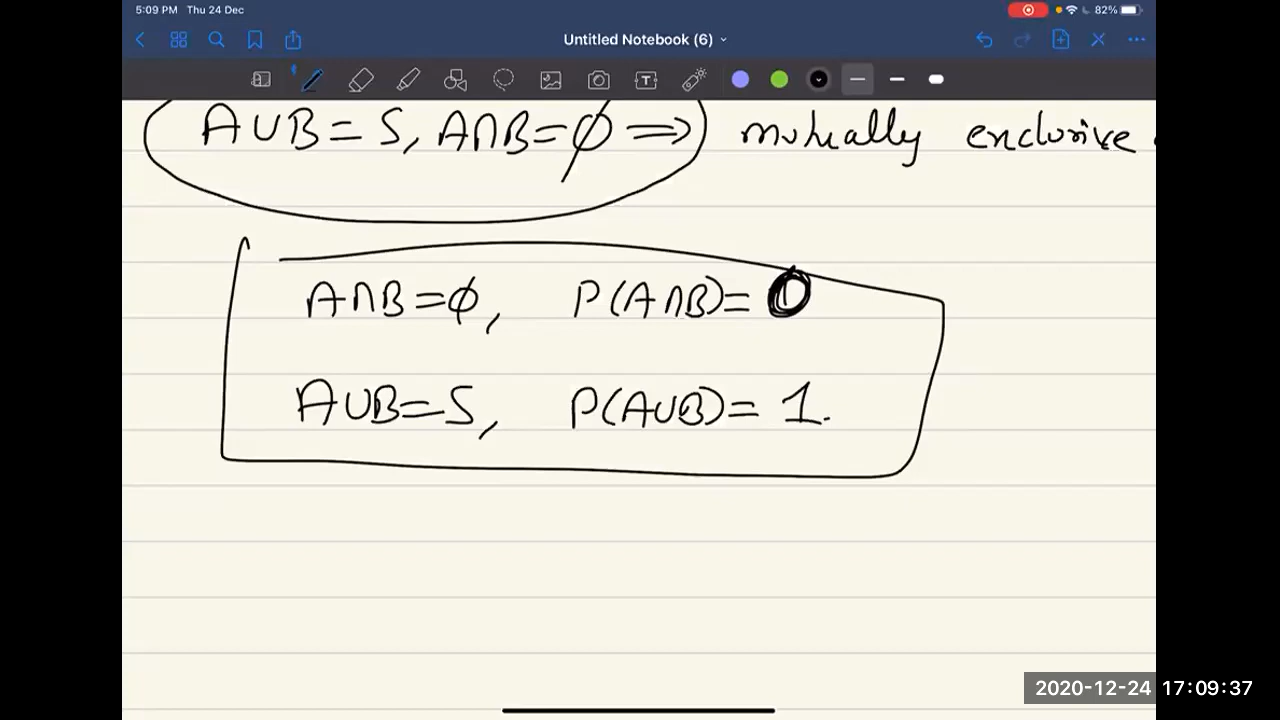 5:09 PM Thu 24 Dec 82%
Untitled Notebook (6)
A∪B = S, A∩B = ϕ ⇒ mutually exclusive
A∩B = ϕ, P(A∩B) = 0
A∪B = S, P(A∪B) = 1.
2020-12-24 17:09:37